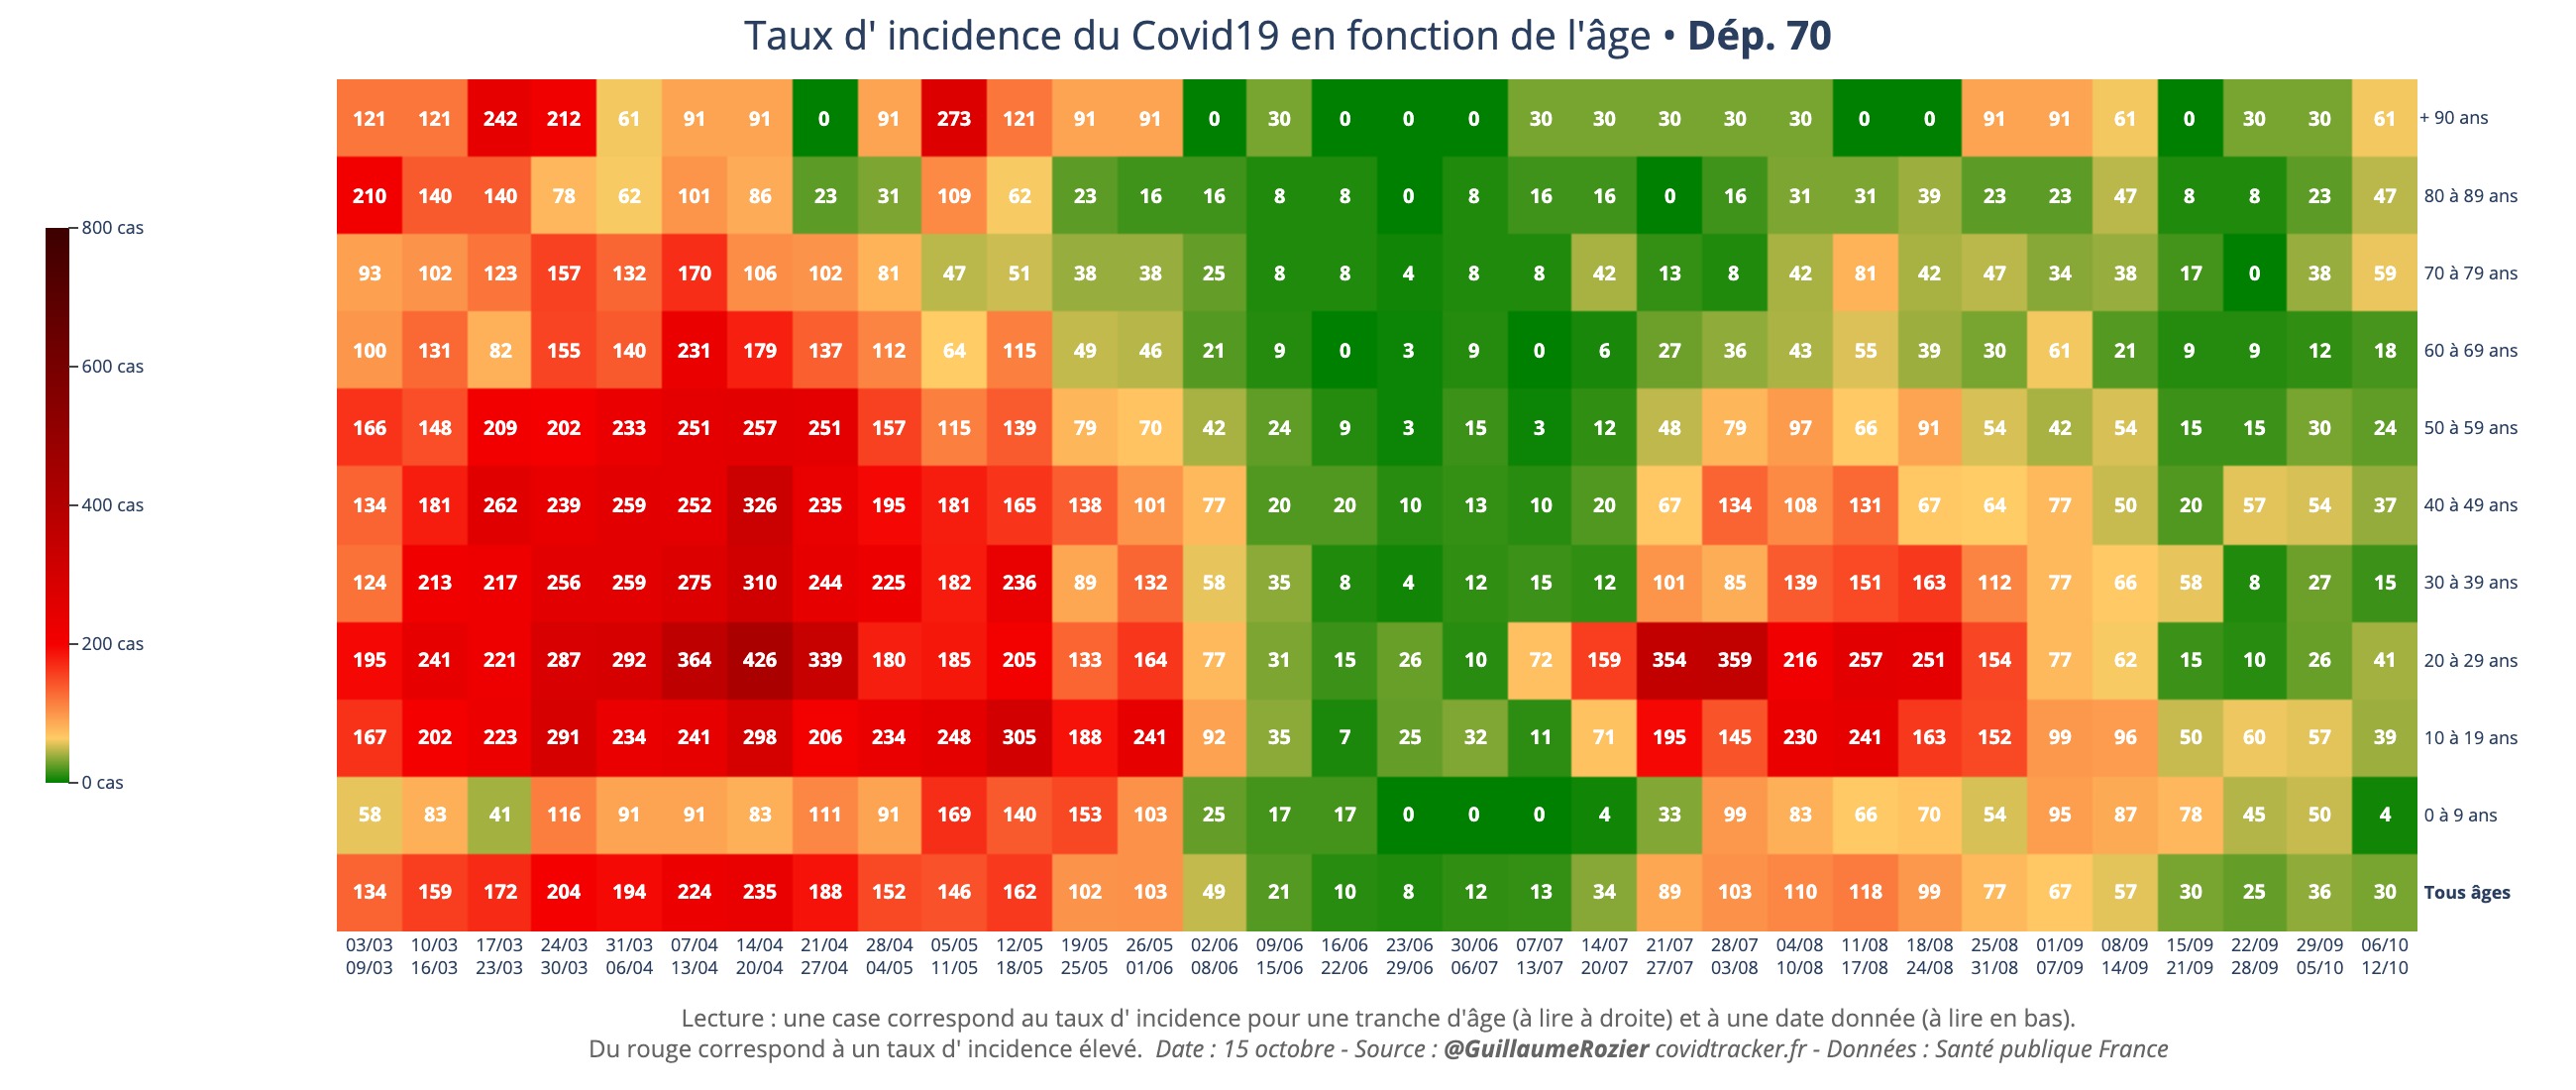 Taux d' incidence du Covid19 en fonction de l'âge • Dép. 70
800 cas
600 cas
400 cas
200 cas
0 cas
121 121 242 212 61 91 91 0 91 273 121 91 91 0 30 0 0 0 30 30 30 30 30 0 0 91 91 61 0 30 30 61 + 90 ans
210 140 140 78 62 101 86 23 31 109 62 23 16 16 8 8 0 8 16 16 0 16 31 31 39 23 23 47 8 8 23 47 80 à 89 ans
93 102 123 157 132 170 106 102 81 47 51 38 38 25 8 8 4 8 8 42 13 8 42 81 42 47 34 38 17 0 38 59 70 à 79 ans
100 131 82 155 140 231 179 137 112 64 115 49 46 21 9 0 3 9 0 6 27 36 43 55 39 30 61 21 9 9 12 18 60 à 69 ans
166 148 209 202 233 251 257 251 157 115 139 79 70 42 24 9 3 15 3 12 48 79 97 66 91 54 42 54 15 15 30 24 50 à 59 ans
134 181 262 239 259 252 326 235 195 181 165 138 101 77 20 20 10 13 10 20 67 134 108 131 67 64 77 50 20 57 54 37 40 à 49 ans
124 213 217 256 259 275 310 244 225 182 236 89 132 58 35 8 4 12 15 12 101 85 139 151 163 112 77 66 58 8 27 15 30 à 39 ans
195 241 221 287 292 364 426 339 180 185 205 133 164 77 31 15 26 10 72 159 354 359 216 257 251 154 77 62 15 10 26 41 20 à 29 ans
167 202 223 291 234 241 298 206 234 248 305 188 241 92 35 7 25 32 11 71 195 145 230 241 163 152 99 96 50 60 57 39 10 à 19 ans
58 83 41 116 91 91 83 111 91 169 140 153 103 25 17 17 0 0 0 4 33 99 83 66 70 54 95 87 78 45 50 4 0 à 9 ans
134 159 172 204 194 224 235 188 152 146 162 102 103 49 21 10 8 12 13 34 89 103 110 118 99 77 67 57 30 25 36 30 Tous âges
03/03 10/03 17/03 24/03 31/03 07/04 14/04 21/04 28/04 05/05 12/05 19/05 26/05 02/06 09/06 16/06 23/06 30/06 07/07 14/07 21/07 28/07 04/08 11/08 18/08 25/08 01/09 08/09 15/09 22/09 29/09 06/10
09/03 16/03 23/03 30/03 06/04 13/04 20/04 27/04 04/05 11/05 18/05 25/05 01/06 08/06 15/06 22/06 29/06 06/07 13/07 20/07 27/07 03/08 10/08 17/08 24/08 31/08 07/09 14/09 21/09 28/09 05/10 12/10
Lecture : une case correspond au taux d' incidence pour une tranche d'âge (à lire à droite) et à une date donnée (à lire en bas).
Du rouge correspond à un taux d' incidence élevé. Date : 15 octobre - Source : @GuillaumeRozier covidtracker.fr - Données : Santé publique France